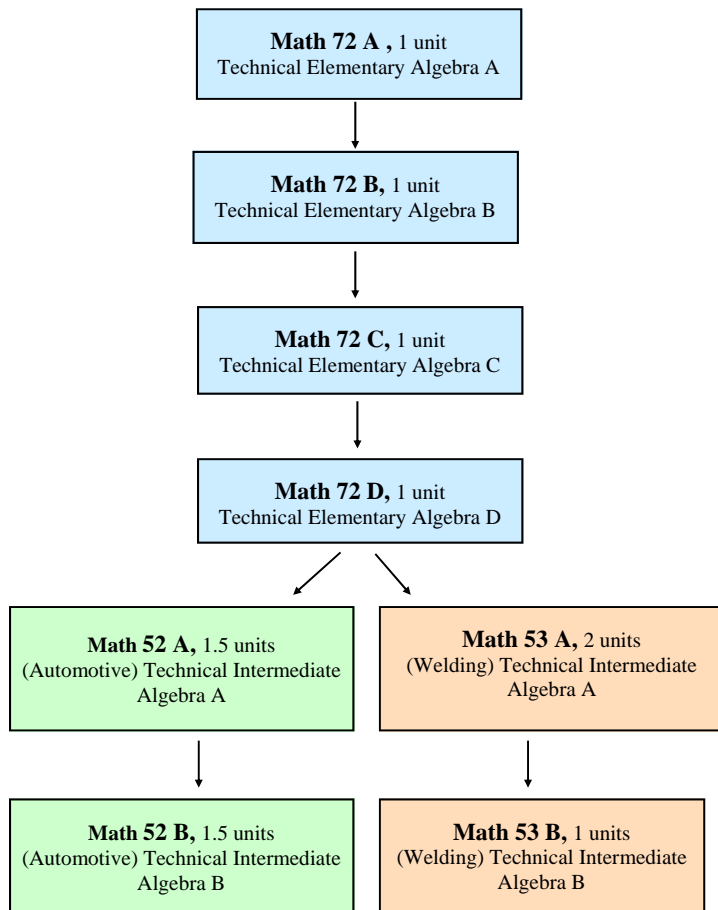 Math 72 A , 1 unit
Technical Elementary Algebra A
Math 72 B, 1 unit
Technical Elementary Algebra B
Math 72 C, 1 unit
Technical Elementary Algebra C
Math 72 D, 1 unit
Technical Elementary Algebra D
Math 52 A, 1.5 units
(Automotive) Technical Intermediate
Algebra A
Math 53 A, 2 units
(Welding) Technical Intermediate
Algebra A
Math 52 B, 1.5 units
(Automotive) Technical Intermediate
Algebra B
Math 53 B, 1 units
(Welding) Technical Intermediate
Algebra B